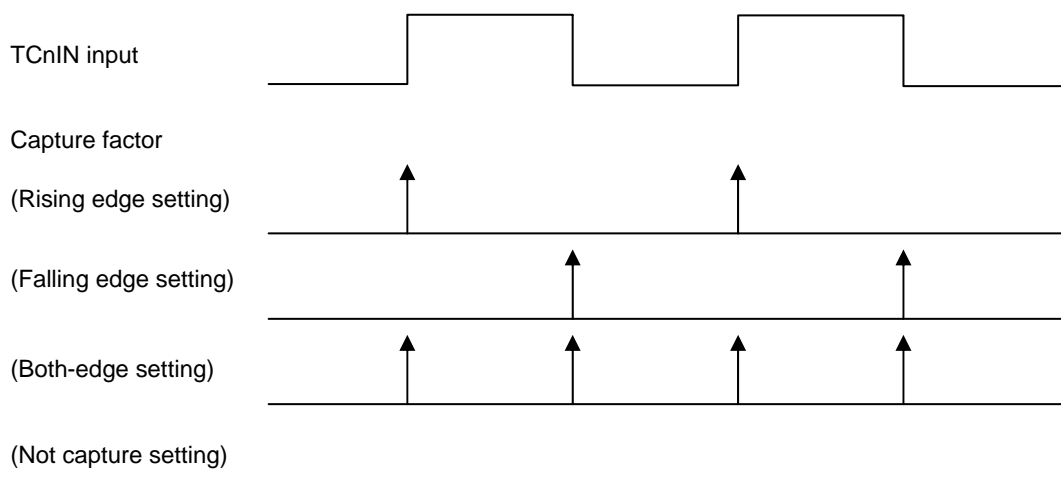 TCnIN input
Capture factor
(Rising edge setting)
(Falling edge setting)
(Both-edge setting)
(Not capture setting)